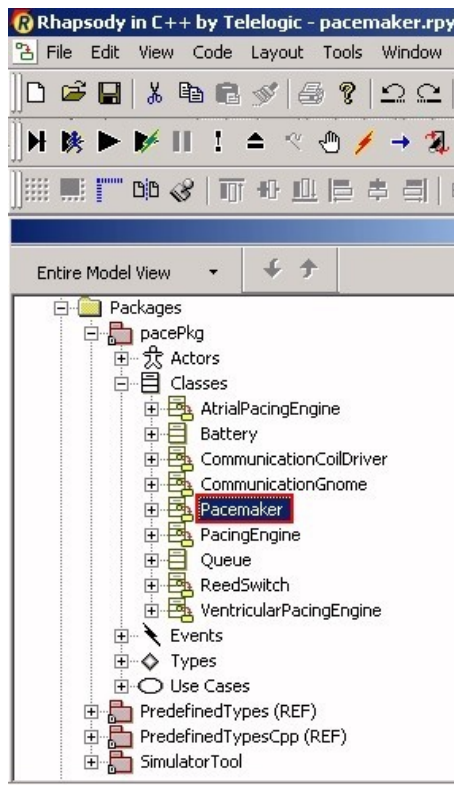 Rhapsody in C++ by Telelogic - pacemaker.rpy
File Edit View Code Layout Tools Window
Entire Model View
Packages
pacePkg
Actors
Classes
AtrialPacingEngine
Battery
CommunicationCoilDriver
CommunicationGnome
Pacemaker
PacingEngine
Queue
ReedSwitch
VentricularPacingEngine
Events
Types
Use Cases
PredefinedTypes (REF)
PredefinedTypesCpp (REF)
SimulatorTool